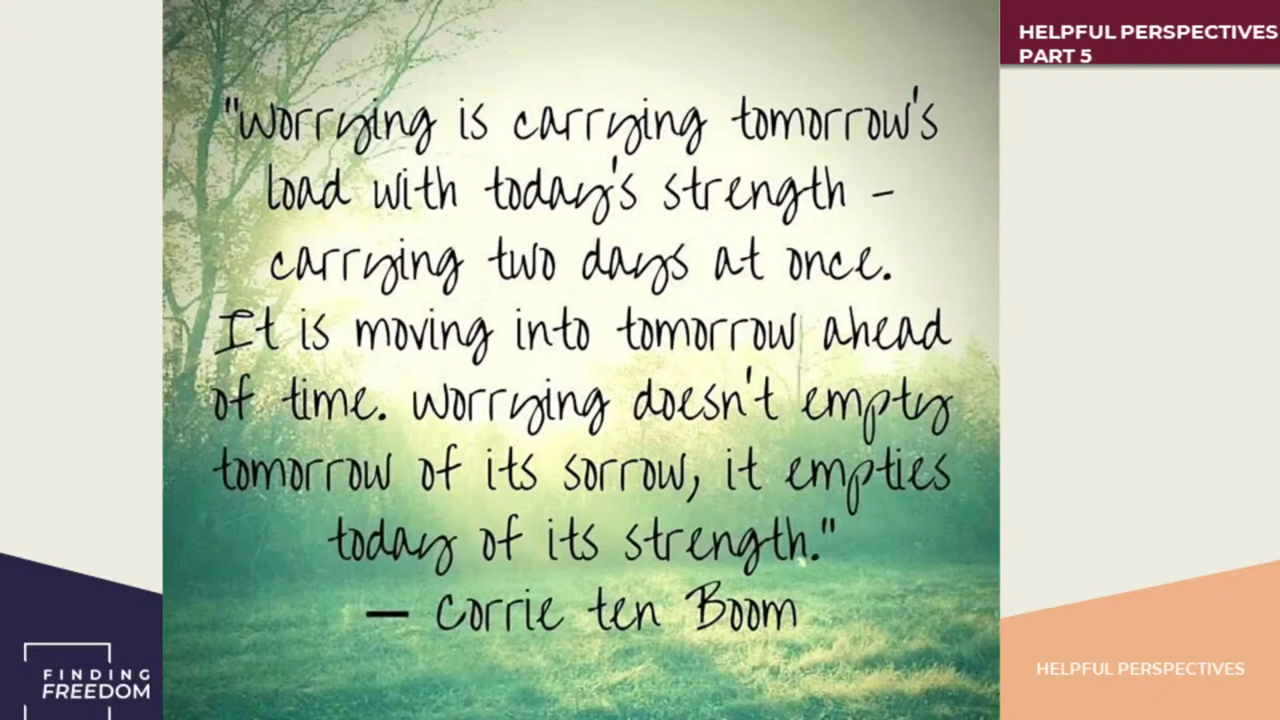 HELPFUL PERSPECTIVES
PART 5
"Worrying is carrying tomorrow's
load with today's strength –
carrying two days at once.
It is moving into tomorrow ahead
of time. Worrying doesn't empty
tomorrow of its sorrow, it empties
today of its strength."
— Corrie ten Boom
FINDING
FREEDOM
HELPFUL PERSPECTIVES